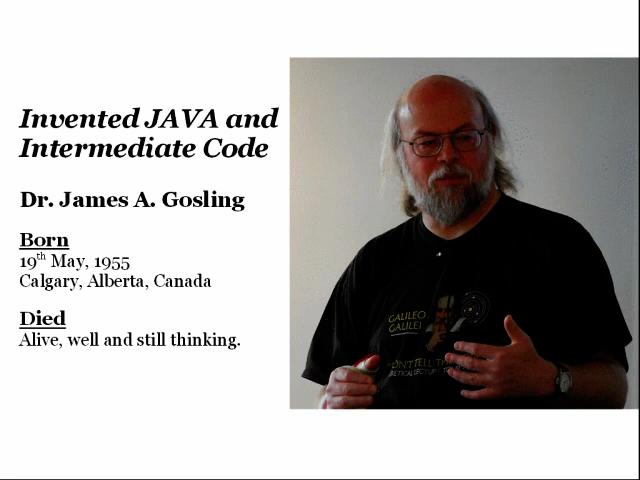 Invented JAVA and
Intermediate Code
Dr. James A. Gosling
Born
19th May, 1955
Calgary, Alberta, Canada
Died
Alive, well and still thinking.
GALILEO
GALILEI